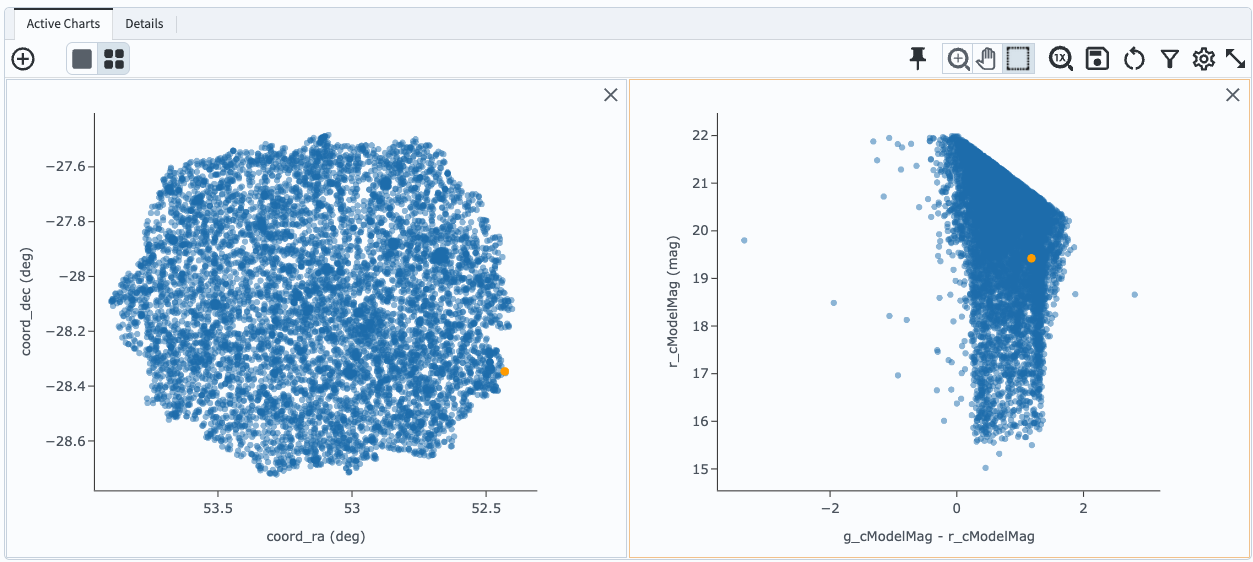 Active Charts
Details
1X
−27.6
−27.8
−28
−28.2
−28.4
−28.6
coord_dec (deg)
53.5
53
52.5
coord_ra (deg)
22
21
20
19
18
17
16
15
r_cModelMag (mag)
−2
0
2
g_cModelMag - r_cModelMag